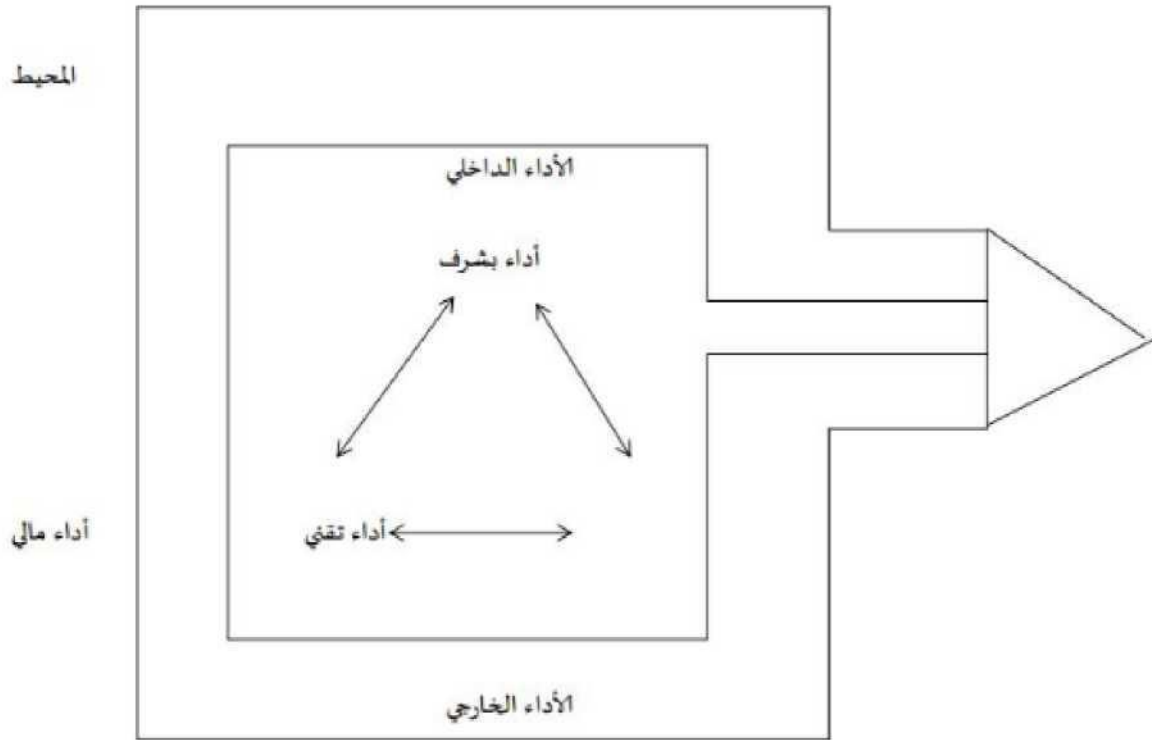 المحيط
الأداء الداخلي
أداء بشرف
أداء مالي
أداء تقني
الأداء الخارجي